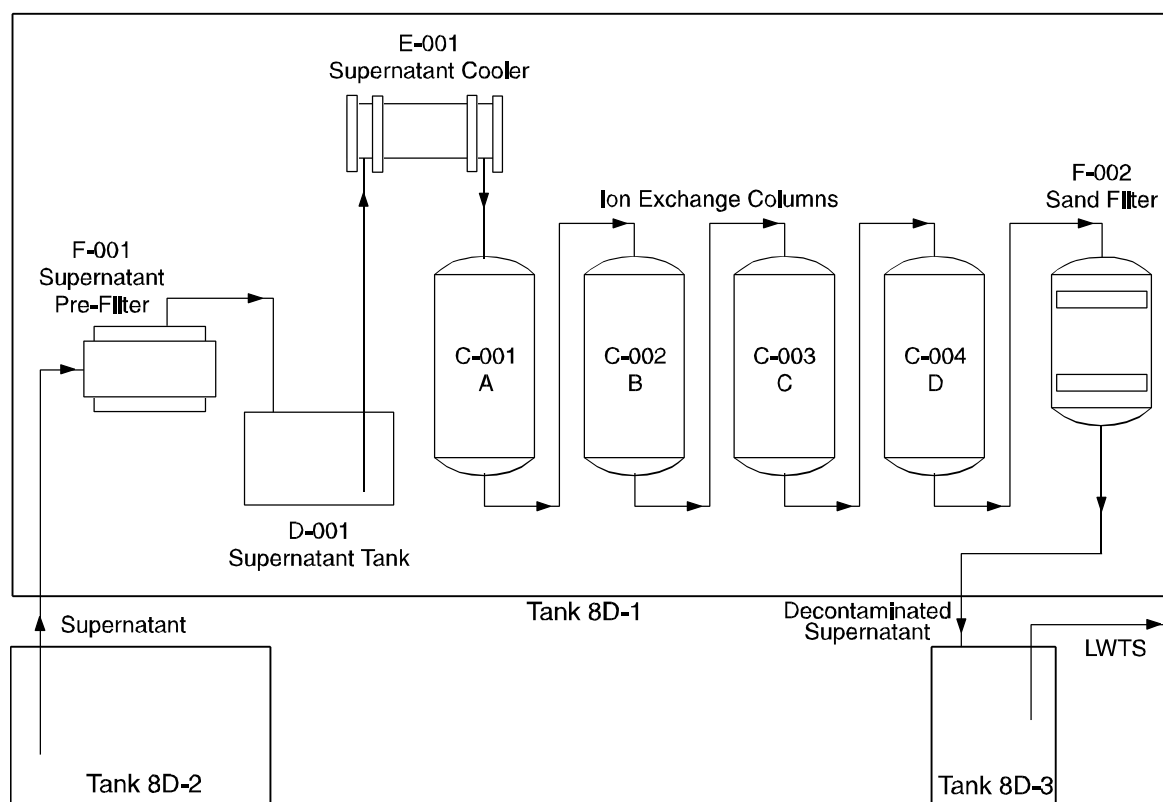 E-001
Supernatant Cooler
F-002
Sand Filter
Ion Exchange Columns
F-001
Supernatant
Pre-Filter
C-001
A
C-002
B
C-003
C
C-004
D
D-001
Supernatant Tank
Tank 8D-1
Supernatant
Decontaminated
Supernatant
LWTS
Tank 8D-2
Tank 8D-3